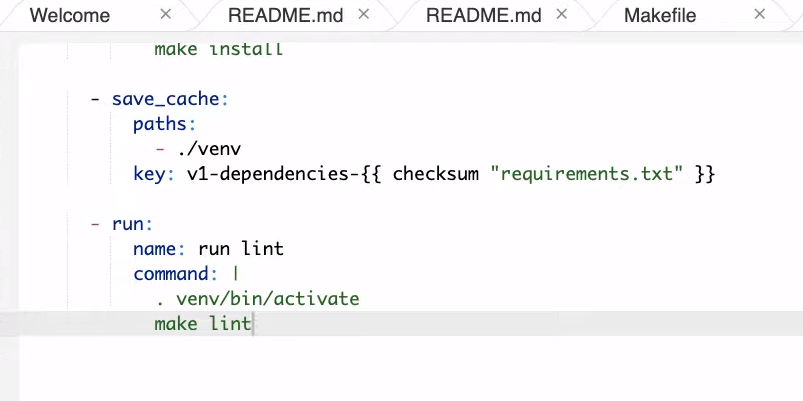 Welcome × README.md × README.md × Makefile ×
make install
- save_cache:
paths:
- ./venv
key: v1-dependencies-{{ checksum "requirements.txt" }}
- run:
name: run lint
command: |
. venv/bin/activate
make lint